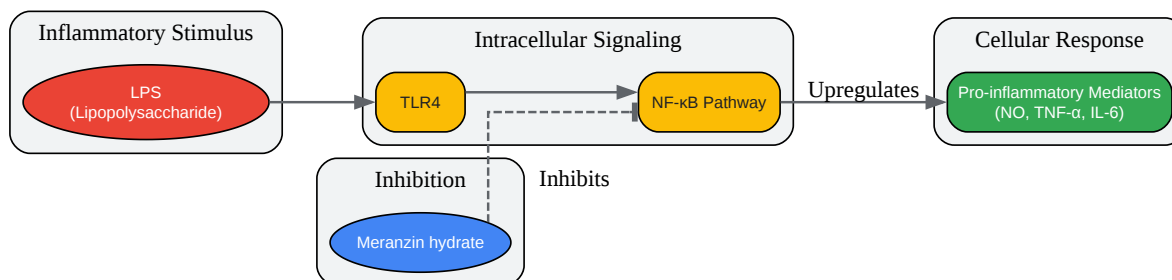 Inflammatory Stimulus
LPS
(Lipopolysaccharide)
Intracellular Signaling
TLR4
NF-κB Pathway
Upregulates
Cellular Response
Pro-inflammatory Mediators
(NO, TNF-α, IL-6)
Inhibition
Inhibits
Meranzin hydrate